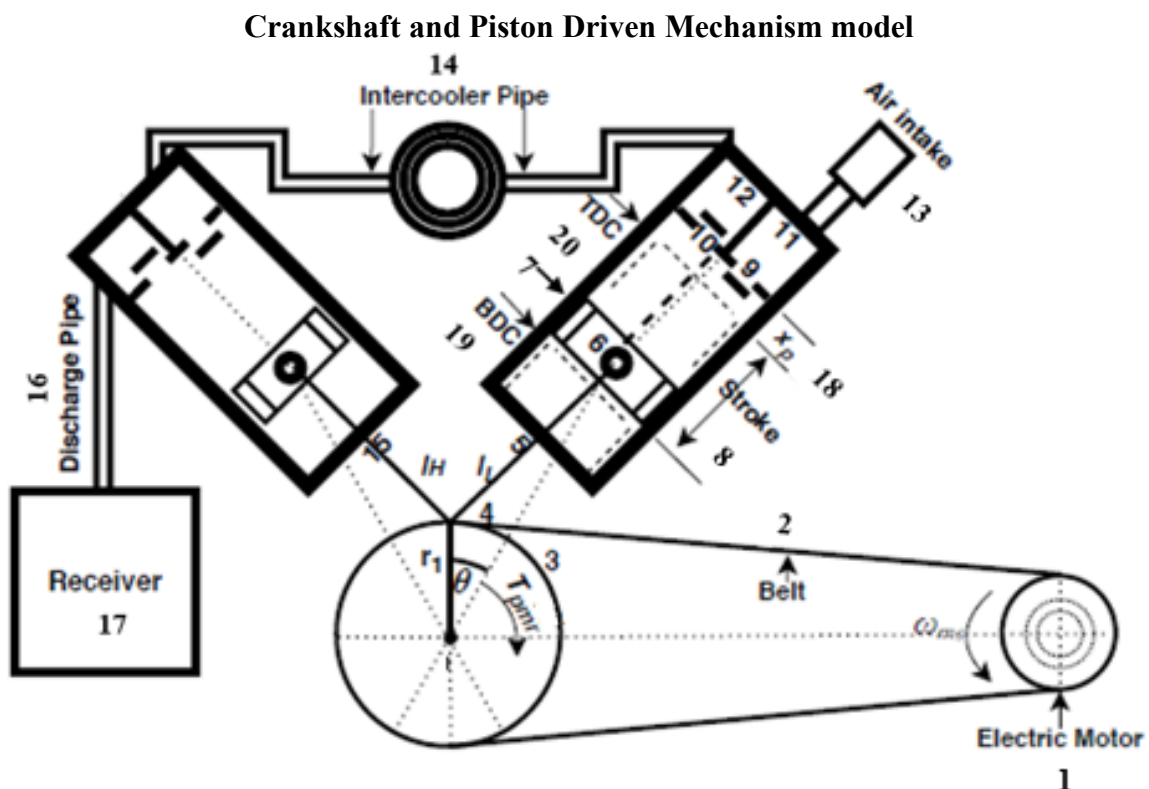 Crankshaft and Piston Driven Mechanism model
14
Intercooler Pipe
Air intake
13
12
11
10
9
TDC
20
7
BDC
19
6
x_p
18
Stroke
8
5
15
l_H
l_L
4
3
r_1
θ
T_pmr
2
Belt
ω
Discharge Pipe
16
Receiver
17
Electric Motor
1